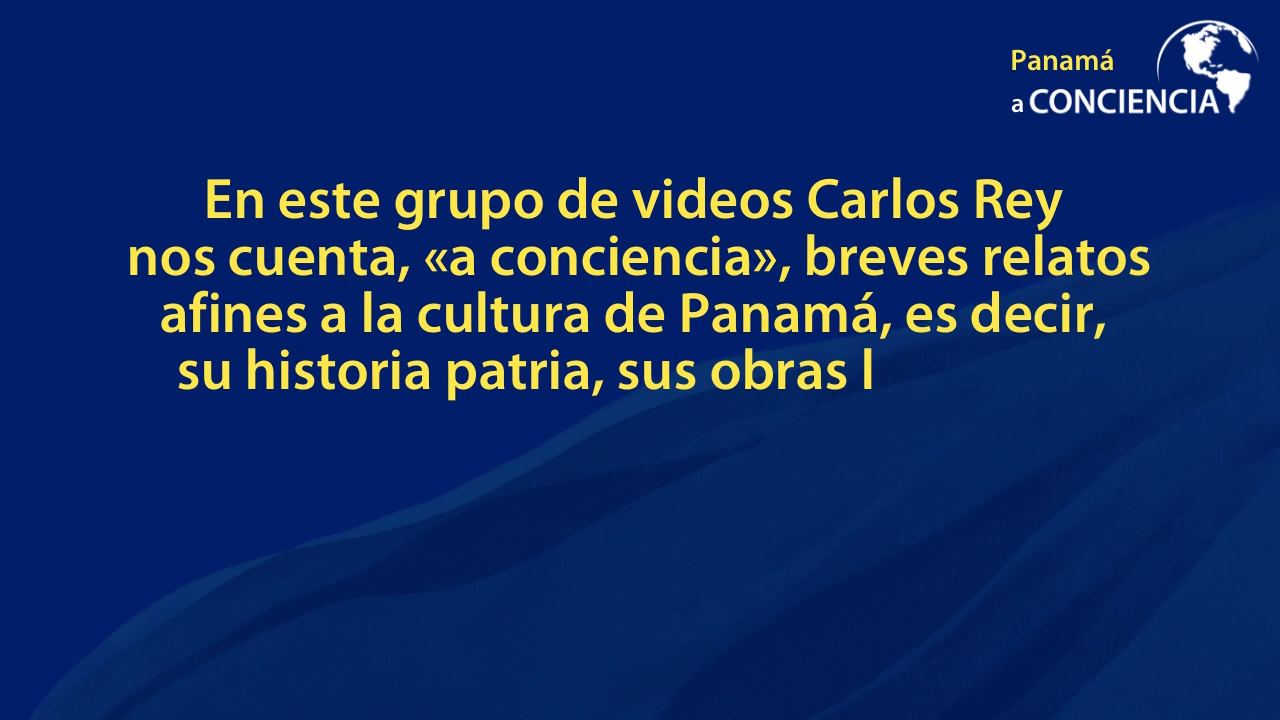 Panamá
a CONCIENCIA
En este grupo de videos Carlos Rey
nos cuenta, «a conciencia», breves relatos
afines a la cultura de Panamá, es decir,
su historia patria, sus obras l